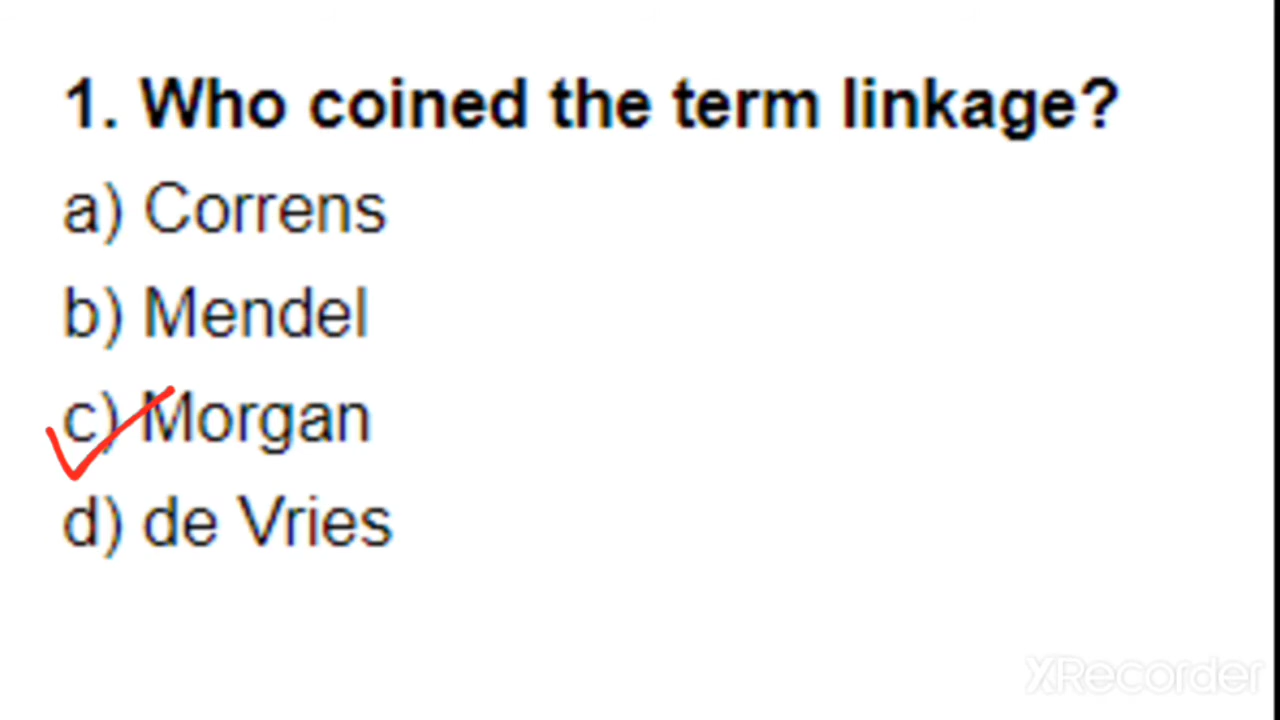 1. Who coined the term linkage?
a) Correns
b) Mendel
c) Morgan
d) de Vries
XRecorder